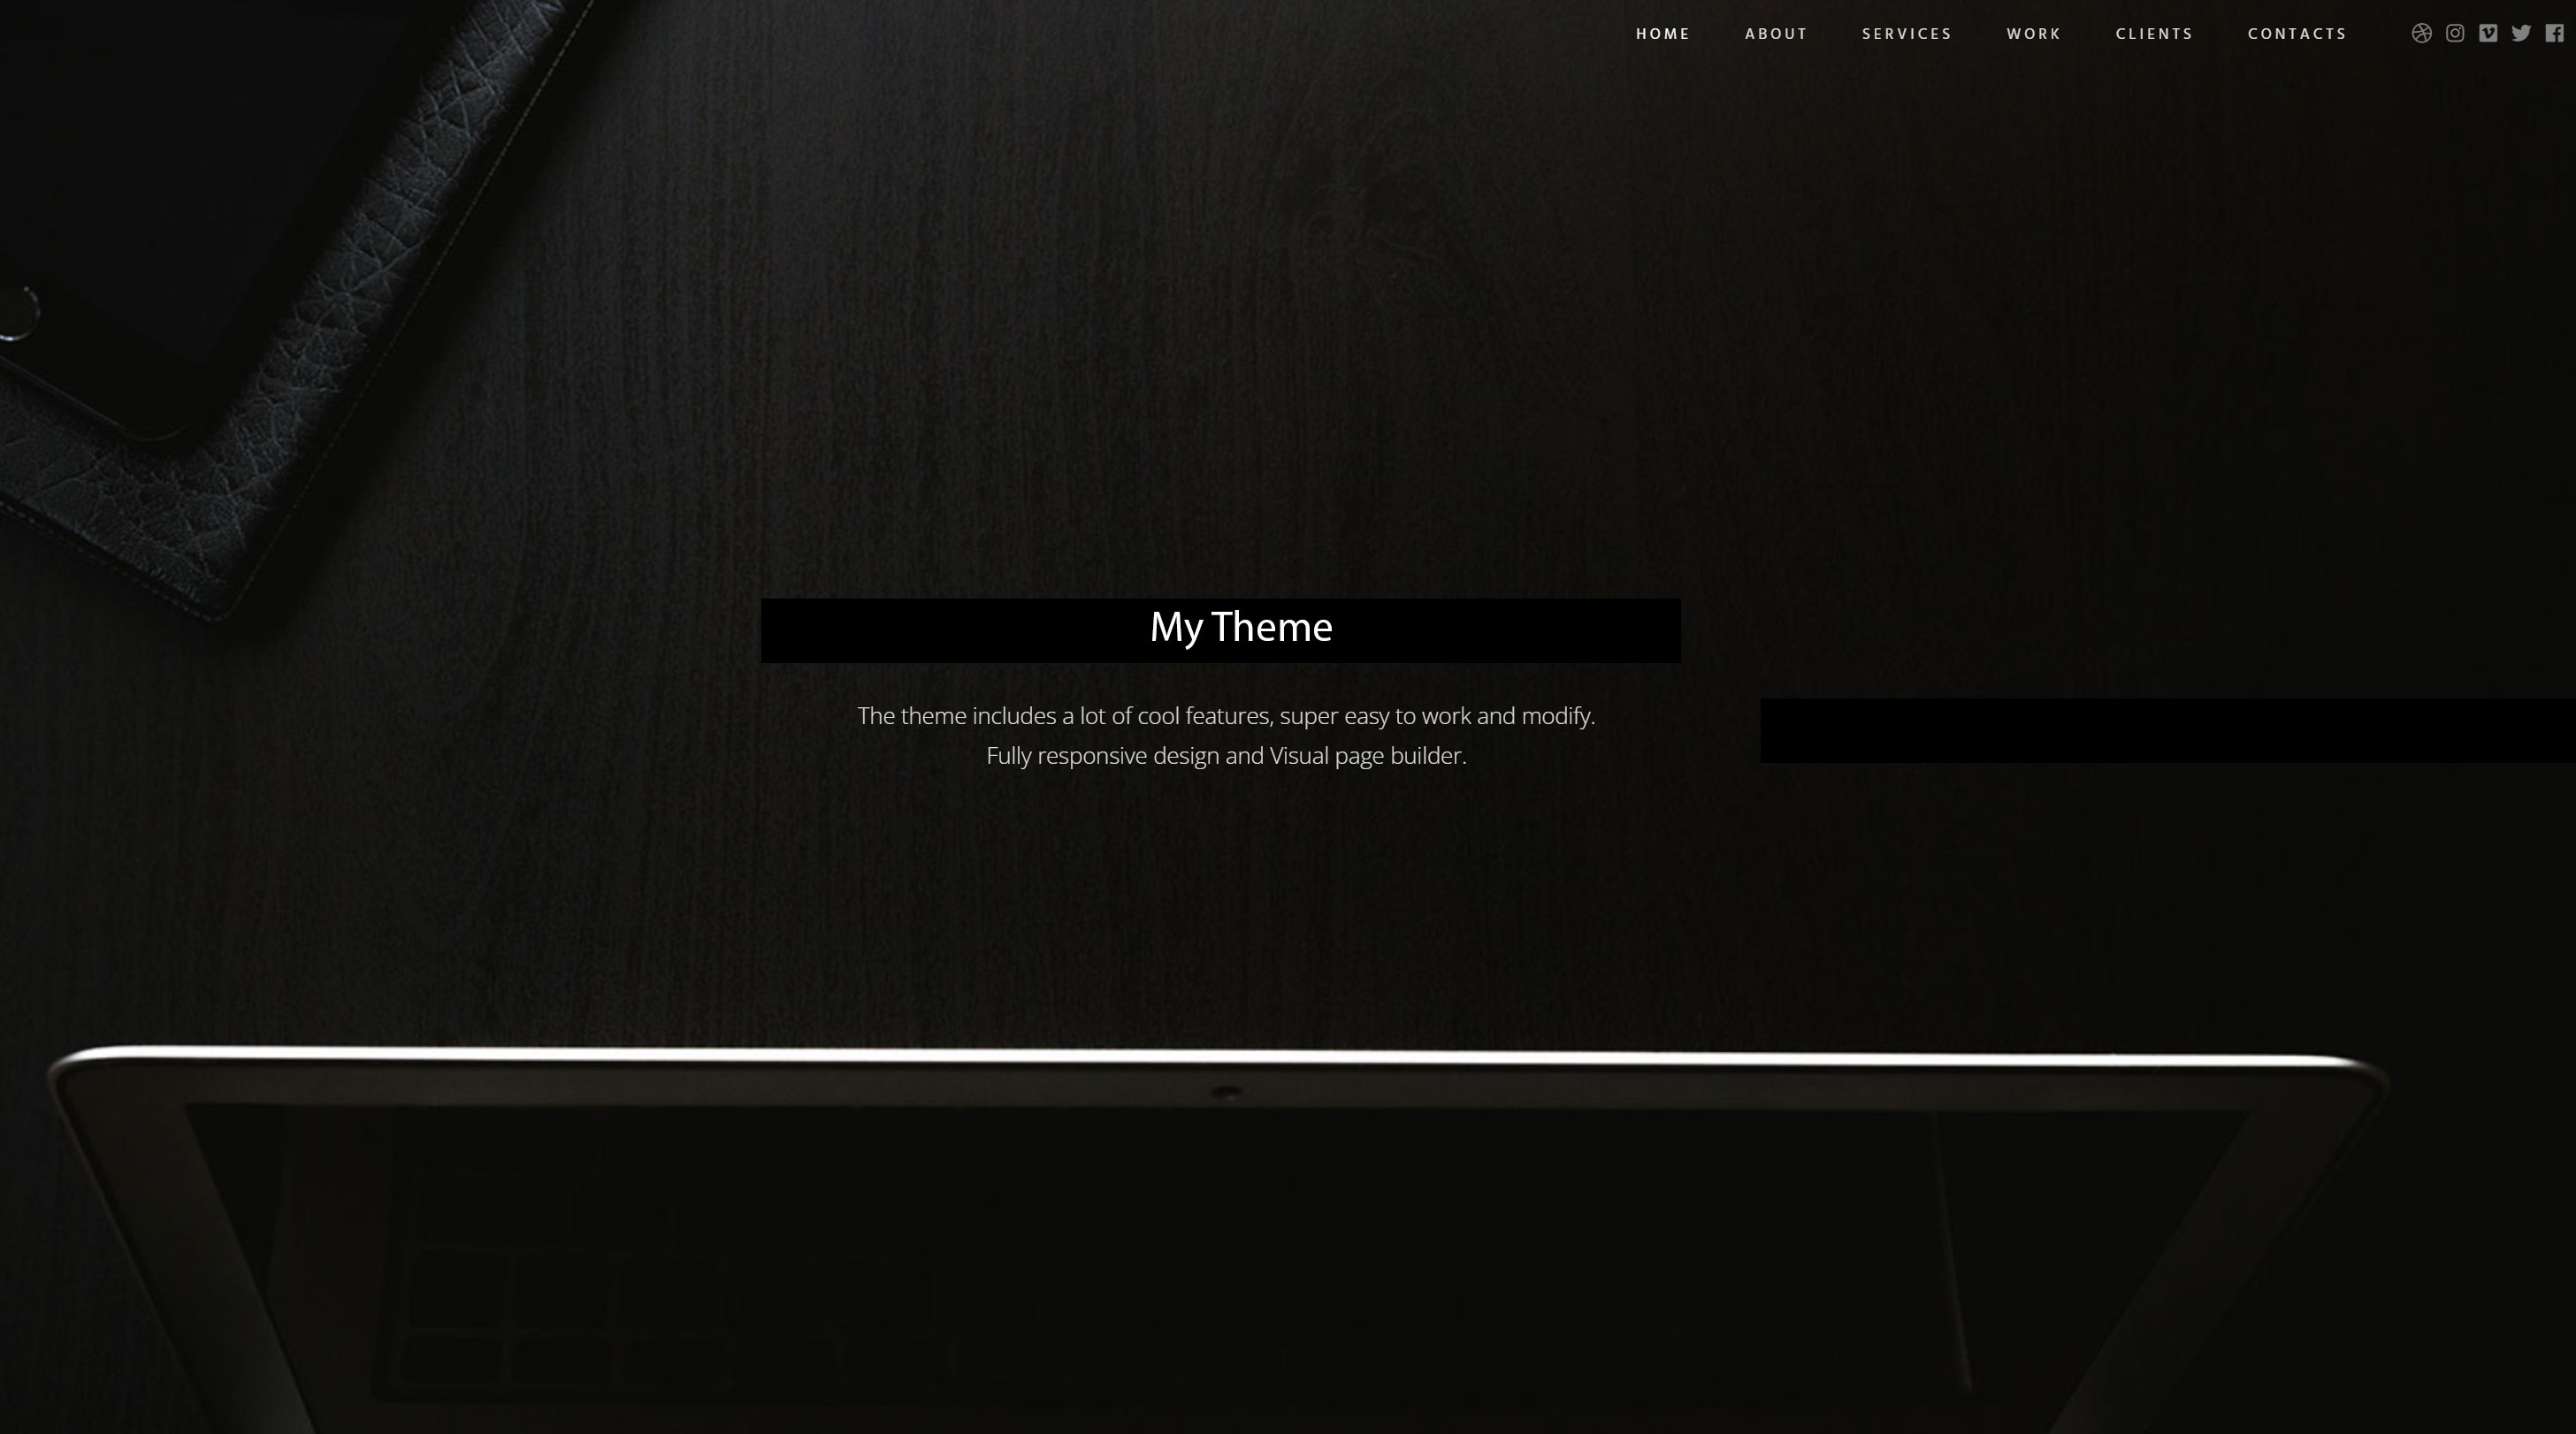 HOME ABOUT SERVICES WORK CLIENTS CONTACTS
My Theme
The theme includes a lot of cool features, super easy to work and modify.
Fully responsive design and Visual page builder.